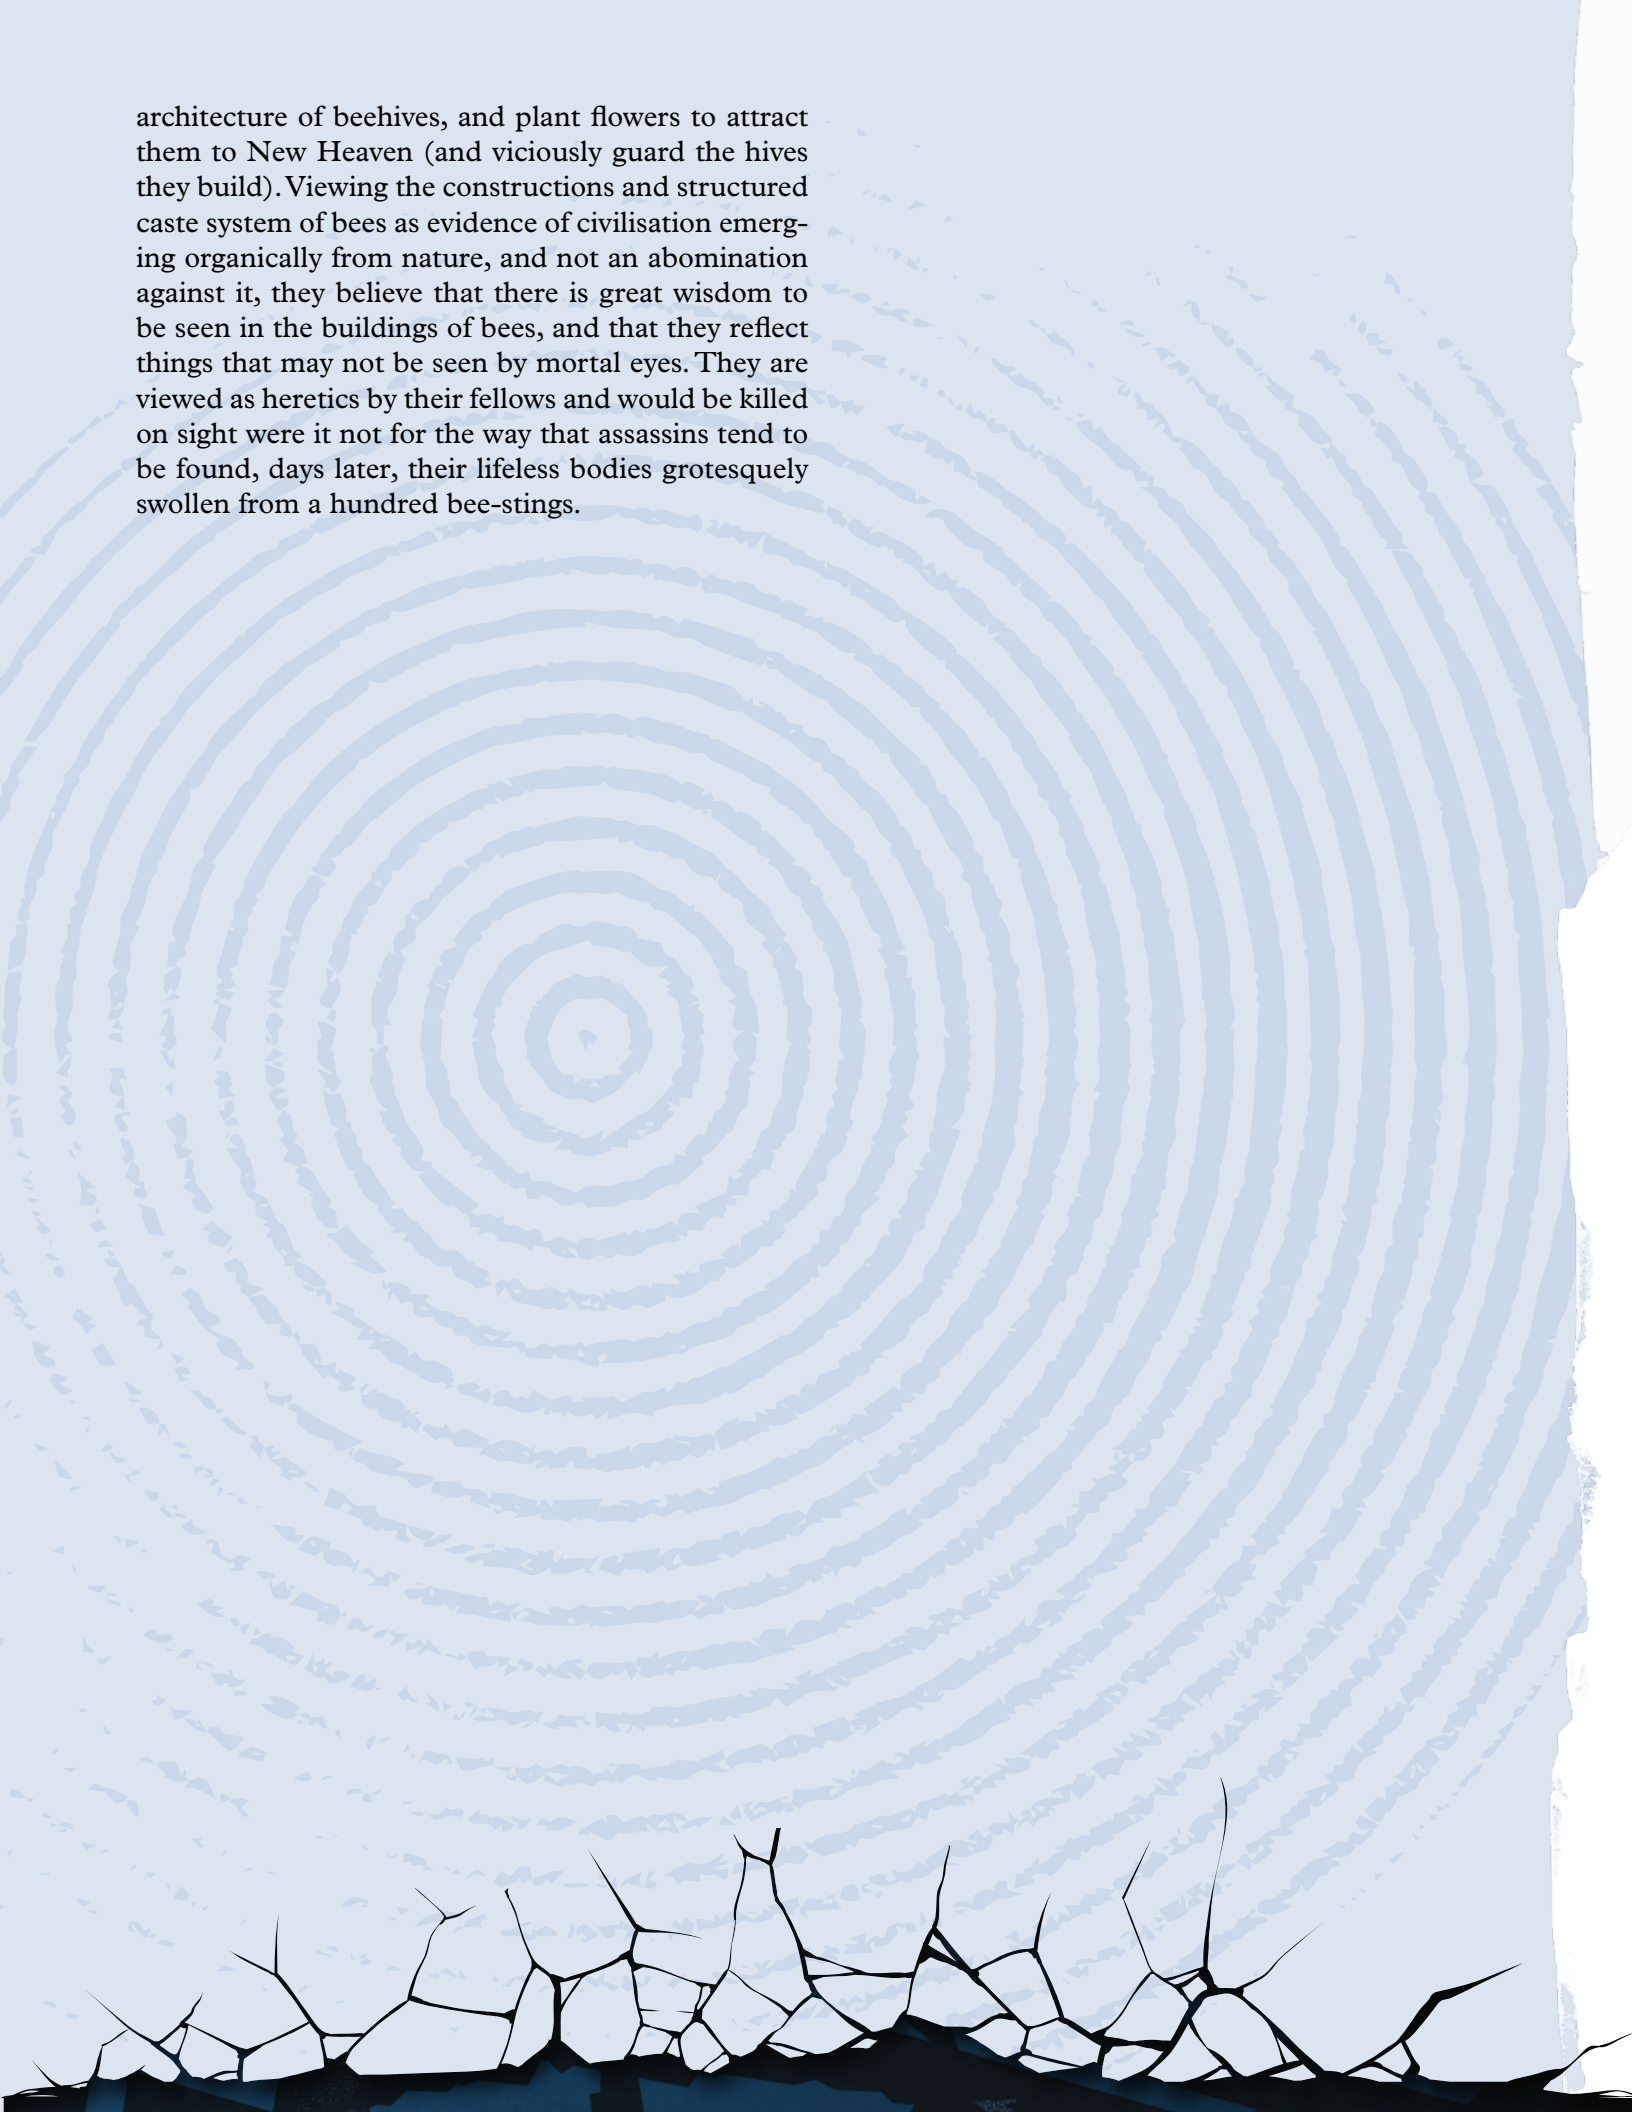 architecture of beehives, and plant flowers to attract
them to New Heaven (and viciously guard the hives
they build). Viewing the constructions and structured
caste system of bees as evidence of civilisation emerg-
ing organically from nature, and not an abomination
against it, they believe that there is great wisdom to
be seen in the buildings of bees, and that they reflect
things that may not be seen by mortal eyes. They are
viewed as heretics by their fellows and would be killed
on sight were it not for the way that assassins tend to
be found, days later, their lifeless bodies grotesquely
swollen from a hundred bee-stings.